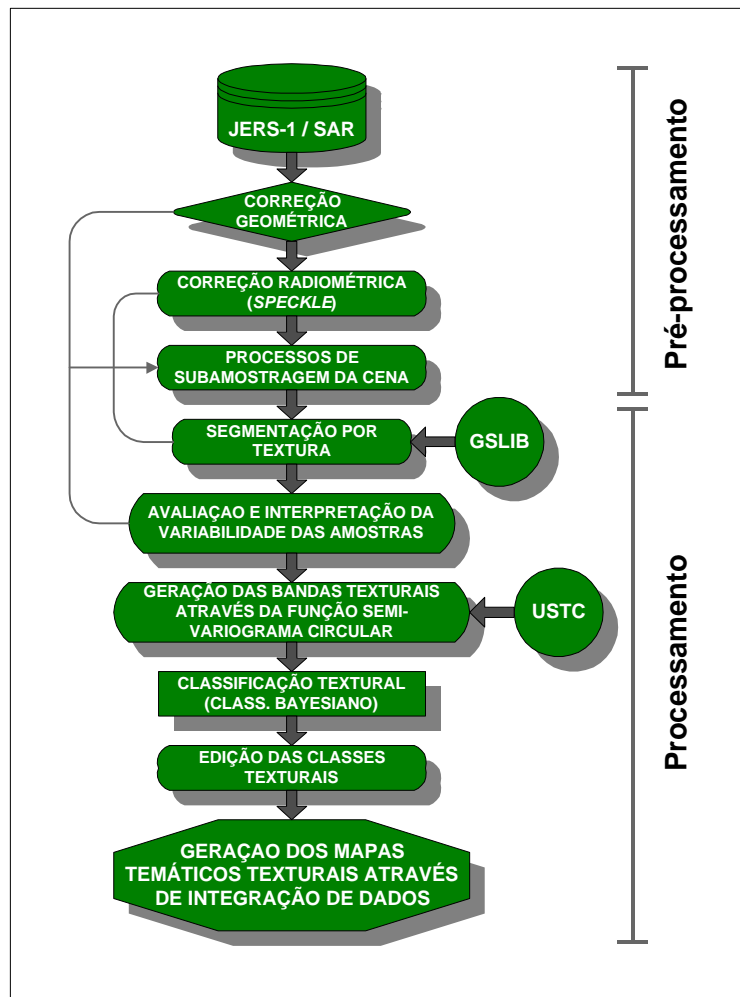 JERS-1 / SAR
CORREÇÃO
GEOMÉTRICA
CORREÇÃO RADIOMÉTRICA
(SPECKLE)
PROCESSOS DE
SUBAMOSTRAGEM DA CENA
Pré-processamento
SEGMENTAÇÃO POR
TEXTURA
GSLIB
AVALIAÇAO E INTERPRETAÇÃO DA
VARIABILIDADE DAS AMOSTRAS
GERAÇÃO DAS BANDAS TEXTURAIS
ATRAVÉS DA FUNÇÃO SEMI-
VARIOGRAMA CIRCULAR
USTC
CLASSIFICAÇÃO TEXTURAL
(CLASS. BAYESIANO)
EDIÇÃO DAS CLASSES
TEXTURAIS
GERAÇAO DOS MAPAS
TEMÁTICOS TEXTURAIS ATRAVÉS
DE INTEGRAÇÃO DE DADOS
Processamento